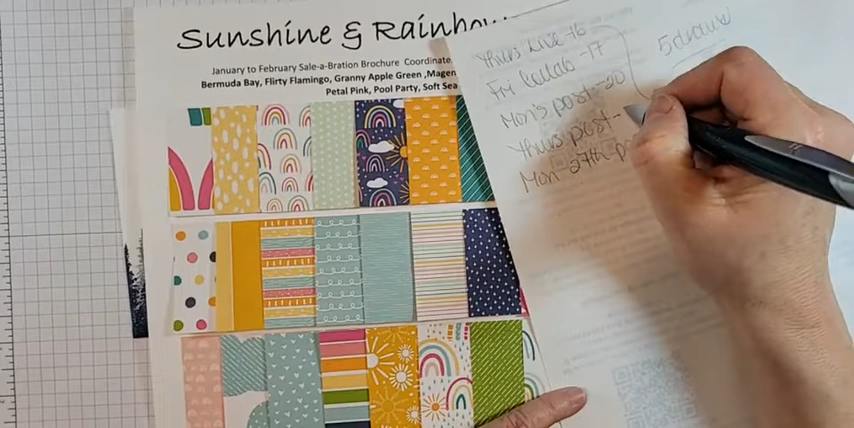 Sunshine & Rainbow
January to February Sale-a-Bration Brochure Coordinate
Bermuda Bay, Flirty Flamingo, Granny Apple Green ,Magen
Petal Pink, Pool Party, Soft Sea
Thurs Live -16
Fri -17
Mon's post -20
Thurs post -
Mon - 27th
5